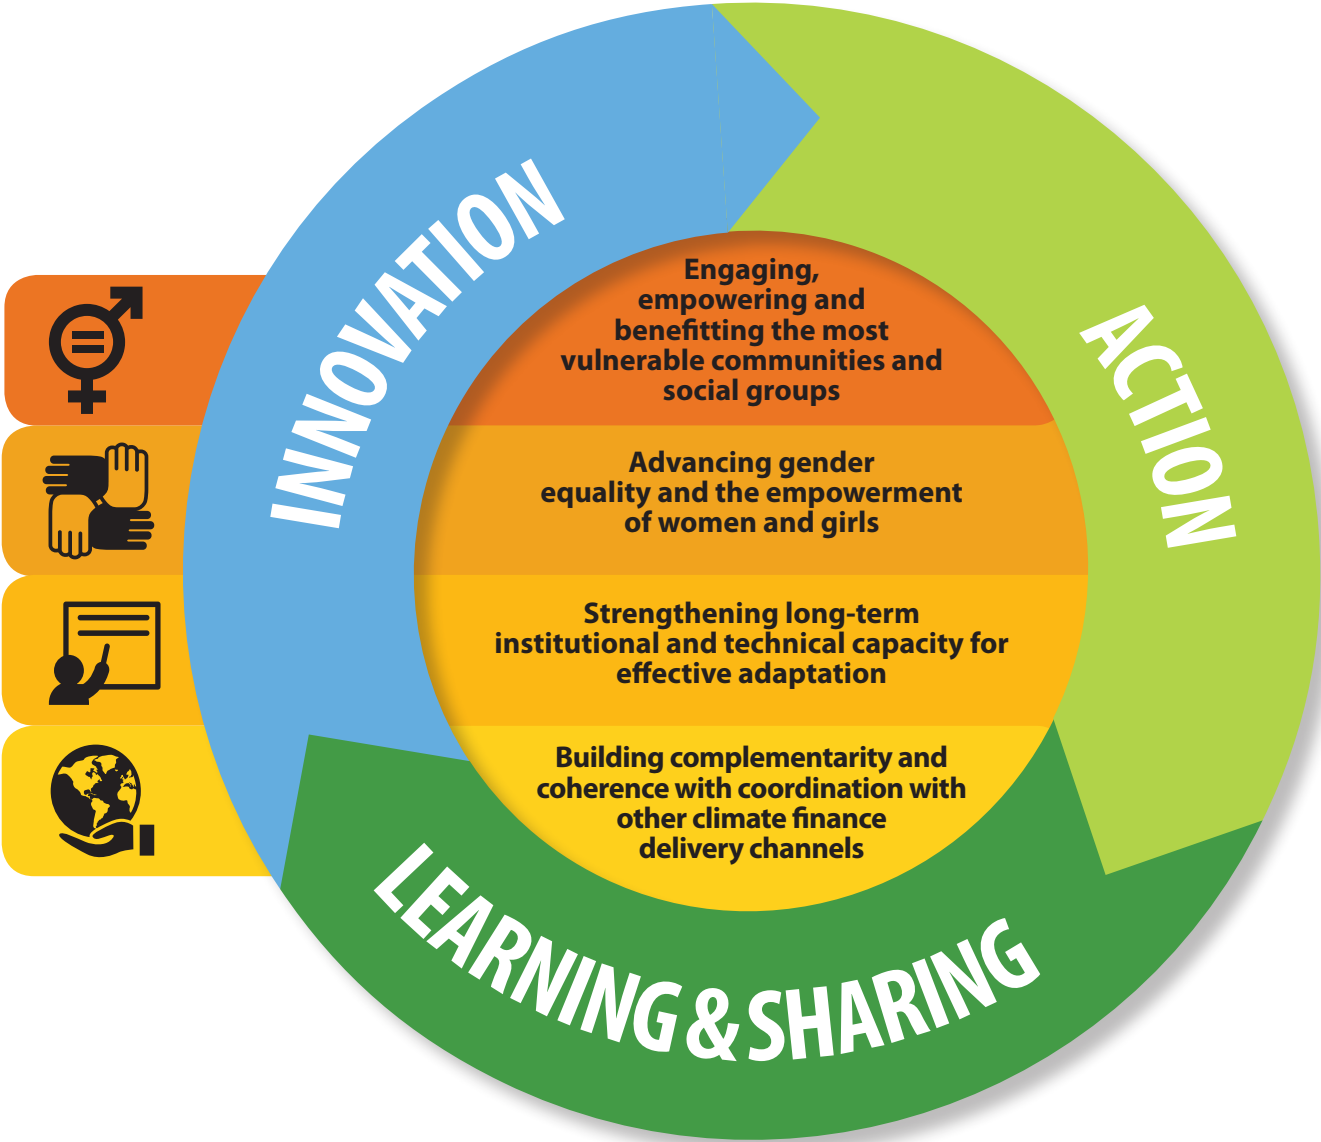 INNOVATION
ACTION
LEARNING & SHARING
Engaging,
empowering and
benefitting the most
vulnerable communities and
social groups
Advancing gender
equality and the empowerment
of women and girls
Strengthening long-term
institutional and technical capacity for
effective adaptation
Building complementarity and
coherence with coordination with
other climate finance
delivery channels